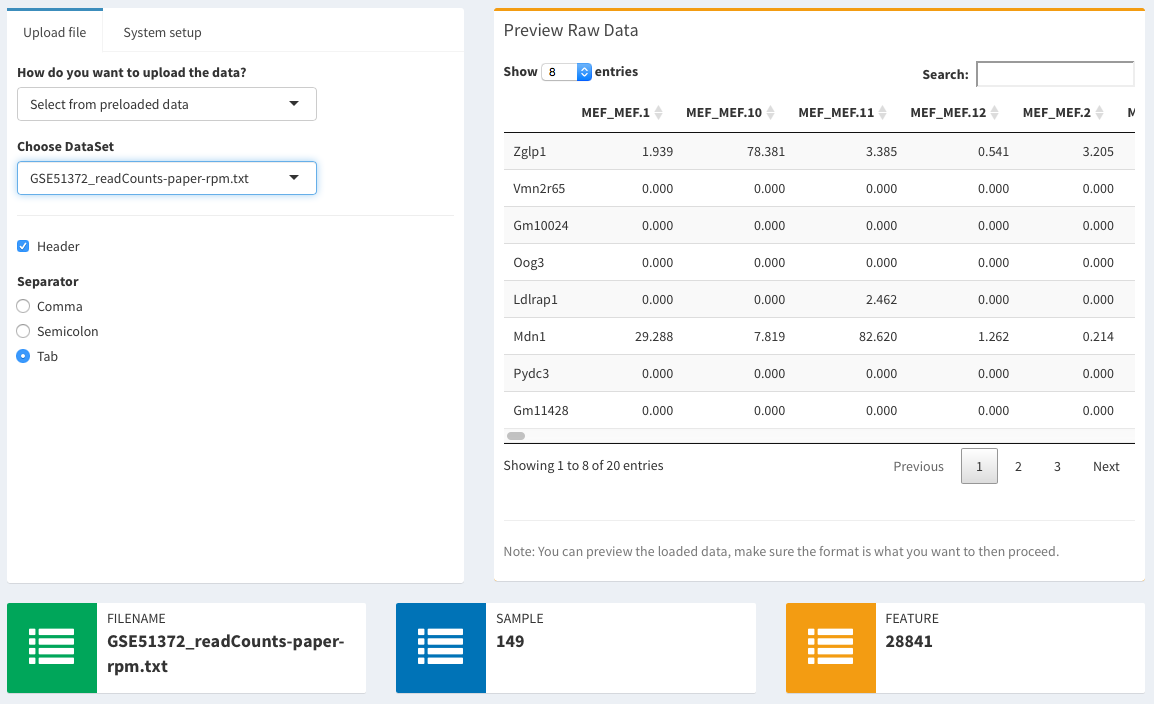 Upload file System setup
How do you want to upload the data?
Select from preloaded data
Choose DataSet
GSE51372_readCounts-paper-rpm.txt
Header
Separator
Comma
Semicolon
Tab
Preview Raw Data
Show 8 entries
Search:
MEF_MEF.1 MEF_MEF.10 MEF_MEF.11 MEF_MEF.12 MEF_MEF.2 M
Zglp1 1.939 78.381 3.385 0.541 3.205
Vmn2r65 0.000 0.000 0.000 0.000 0.000
Gm10024 0.000 0.000 0.000 0.000 0.000
Oog3 0.000 0.000 0.000 0.000 0.000
Ldlrap1 0.000 0.000 2.462 0.000 0.000
Mdn1 29.288 7.819 82.620 1.262 0.214
Pydc3 0.000 0.000 0.000 0.000 0.000
Gm11428 0.000 0.000 0.000 0.000 0.000
Showing 1 to 8 of 20 entries
Previous 1 2 3 Next
Note: You can preview the loaded data, make sure the format is what you want to then proceed.
FILENAME
GSE51372_readCounts-paper-
rpm.txt
SAMPLE
149
FEATURE
28841